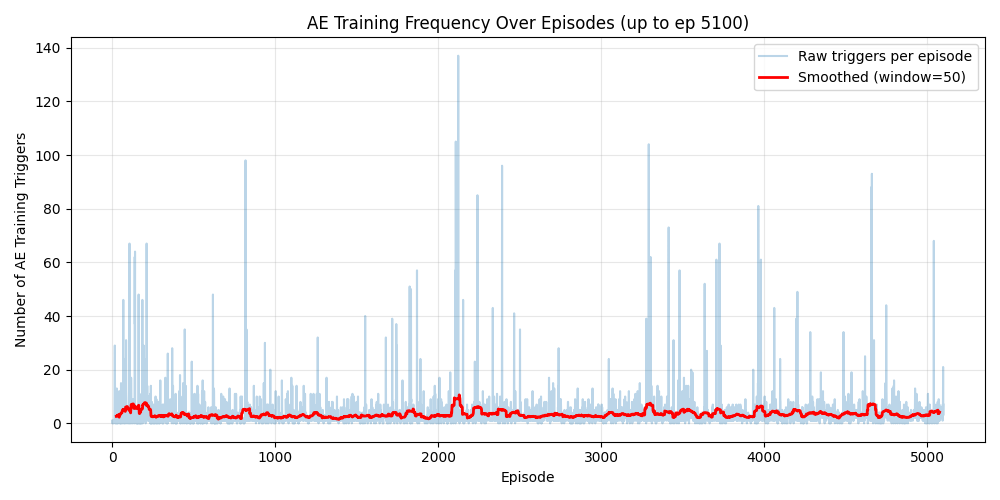 AE Training Frequency Over Episodes (up to ep 5100)
Raw triggers per episode
Smoothed (window=50)
Number of AE Training Triggers
140
120
100
80
60
40
20
0
0 1000 2000 3000 4000 5000
Episode